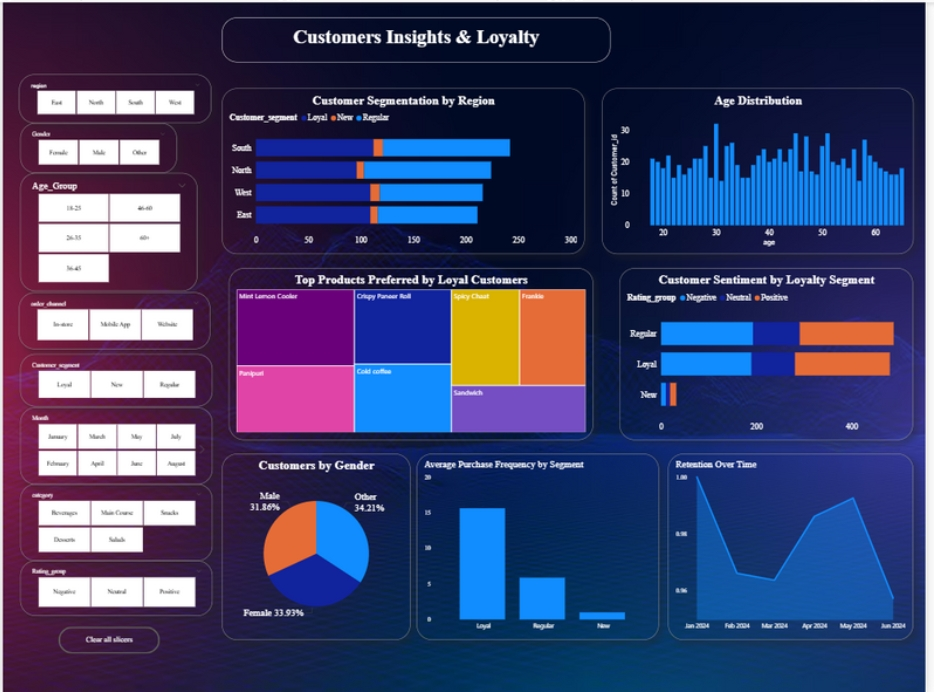 Customers Insights & Loyalty
region
East North South West
Gender
Female Male Other
Age_Group
18-25 46-60
26-35 60+
36-45
order_channel
In-store Mobile App Website
Customer_segment
Loyal New Regular
Month
January March May July
February April June August
category
Beverages Main Course Snacks
Desserts Salads
Rating_group
Negative Neutral Positive
Clear all slicers
Customer Segmentation by Region
Customer_segment Loyal New Regular
South
North
West
East
0 50 100 150 200 250 300
Age Distribution
Count of Customer_id
30
20
10
0
20 30 40 50 60
age
Top Products Preferred by Loyal Customers
Mint Lemon Cooler
Crispy Paneer Roll
Spicy Chaat
Frankie
Panipuri
Cold coffee
Sandwich
Customer Sentiment by Loyalty Segment
Rating_group Negative Neutral Positive
Regular
Loyal
New
0 200 400
Customers by Gender
Male
31.86%
Other
34.21%
Female 33.93%
Average Purchase Frequency by Segment
20
15
10
5
0
Loyal Regular New
Retention Over Time
1.00
0.98
0.96
Jan 2024 Feb 2024 Mar 2024 Apr 2024 May 2024 Jun 2024